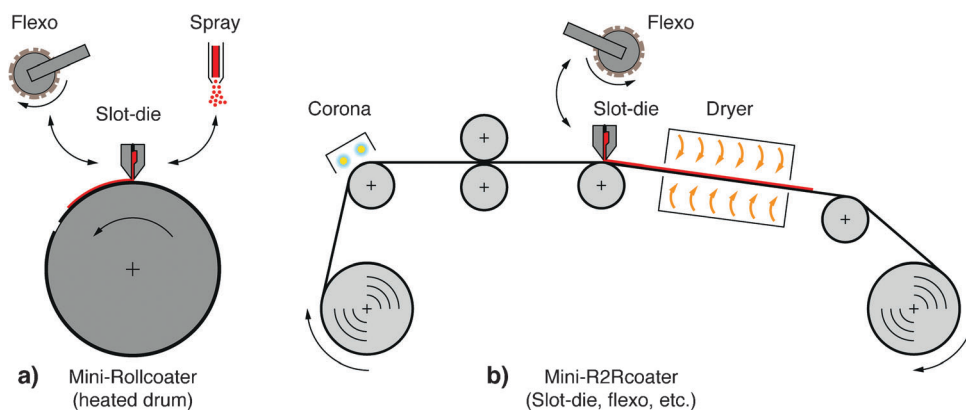 Flexo
Spray
Slot-die
a)
Mini-Rollcoater
(heated drum)
Flexo
Corona
Slot-die
Dryer
b)
Mini-R2Rcoater
(Slot-die, flexo, etc.)